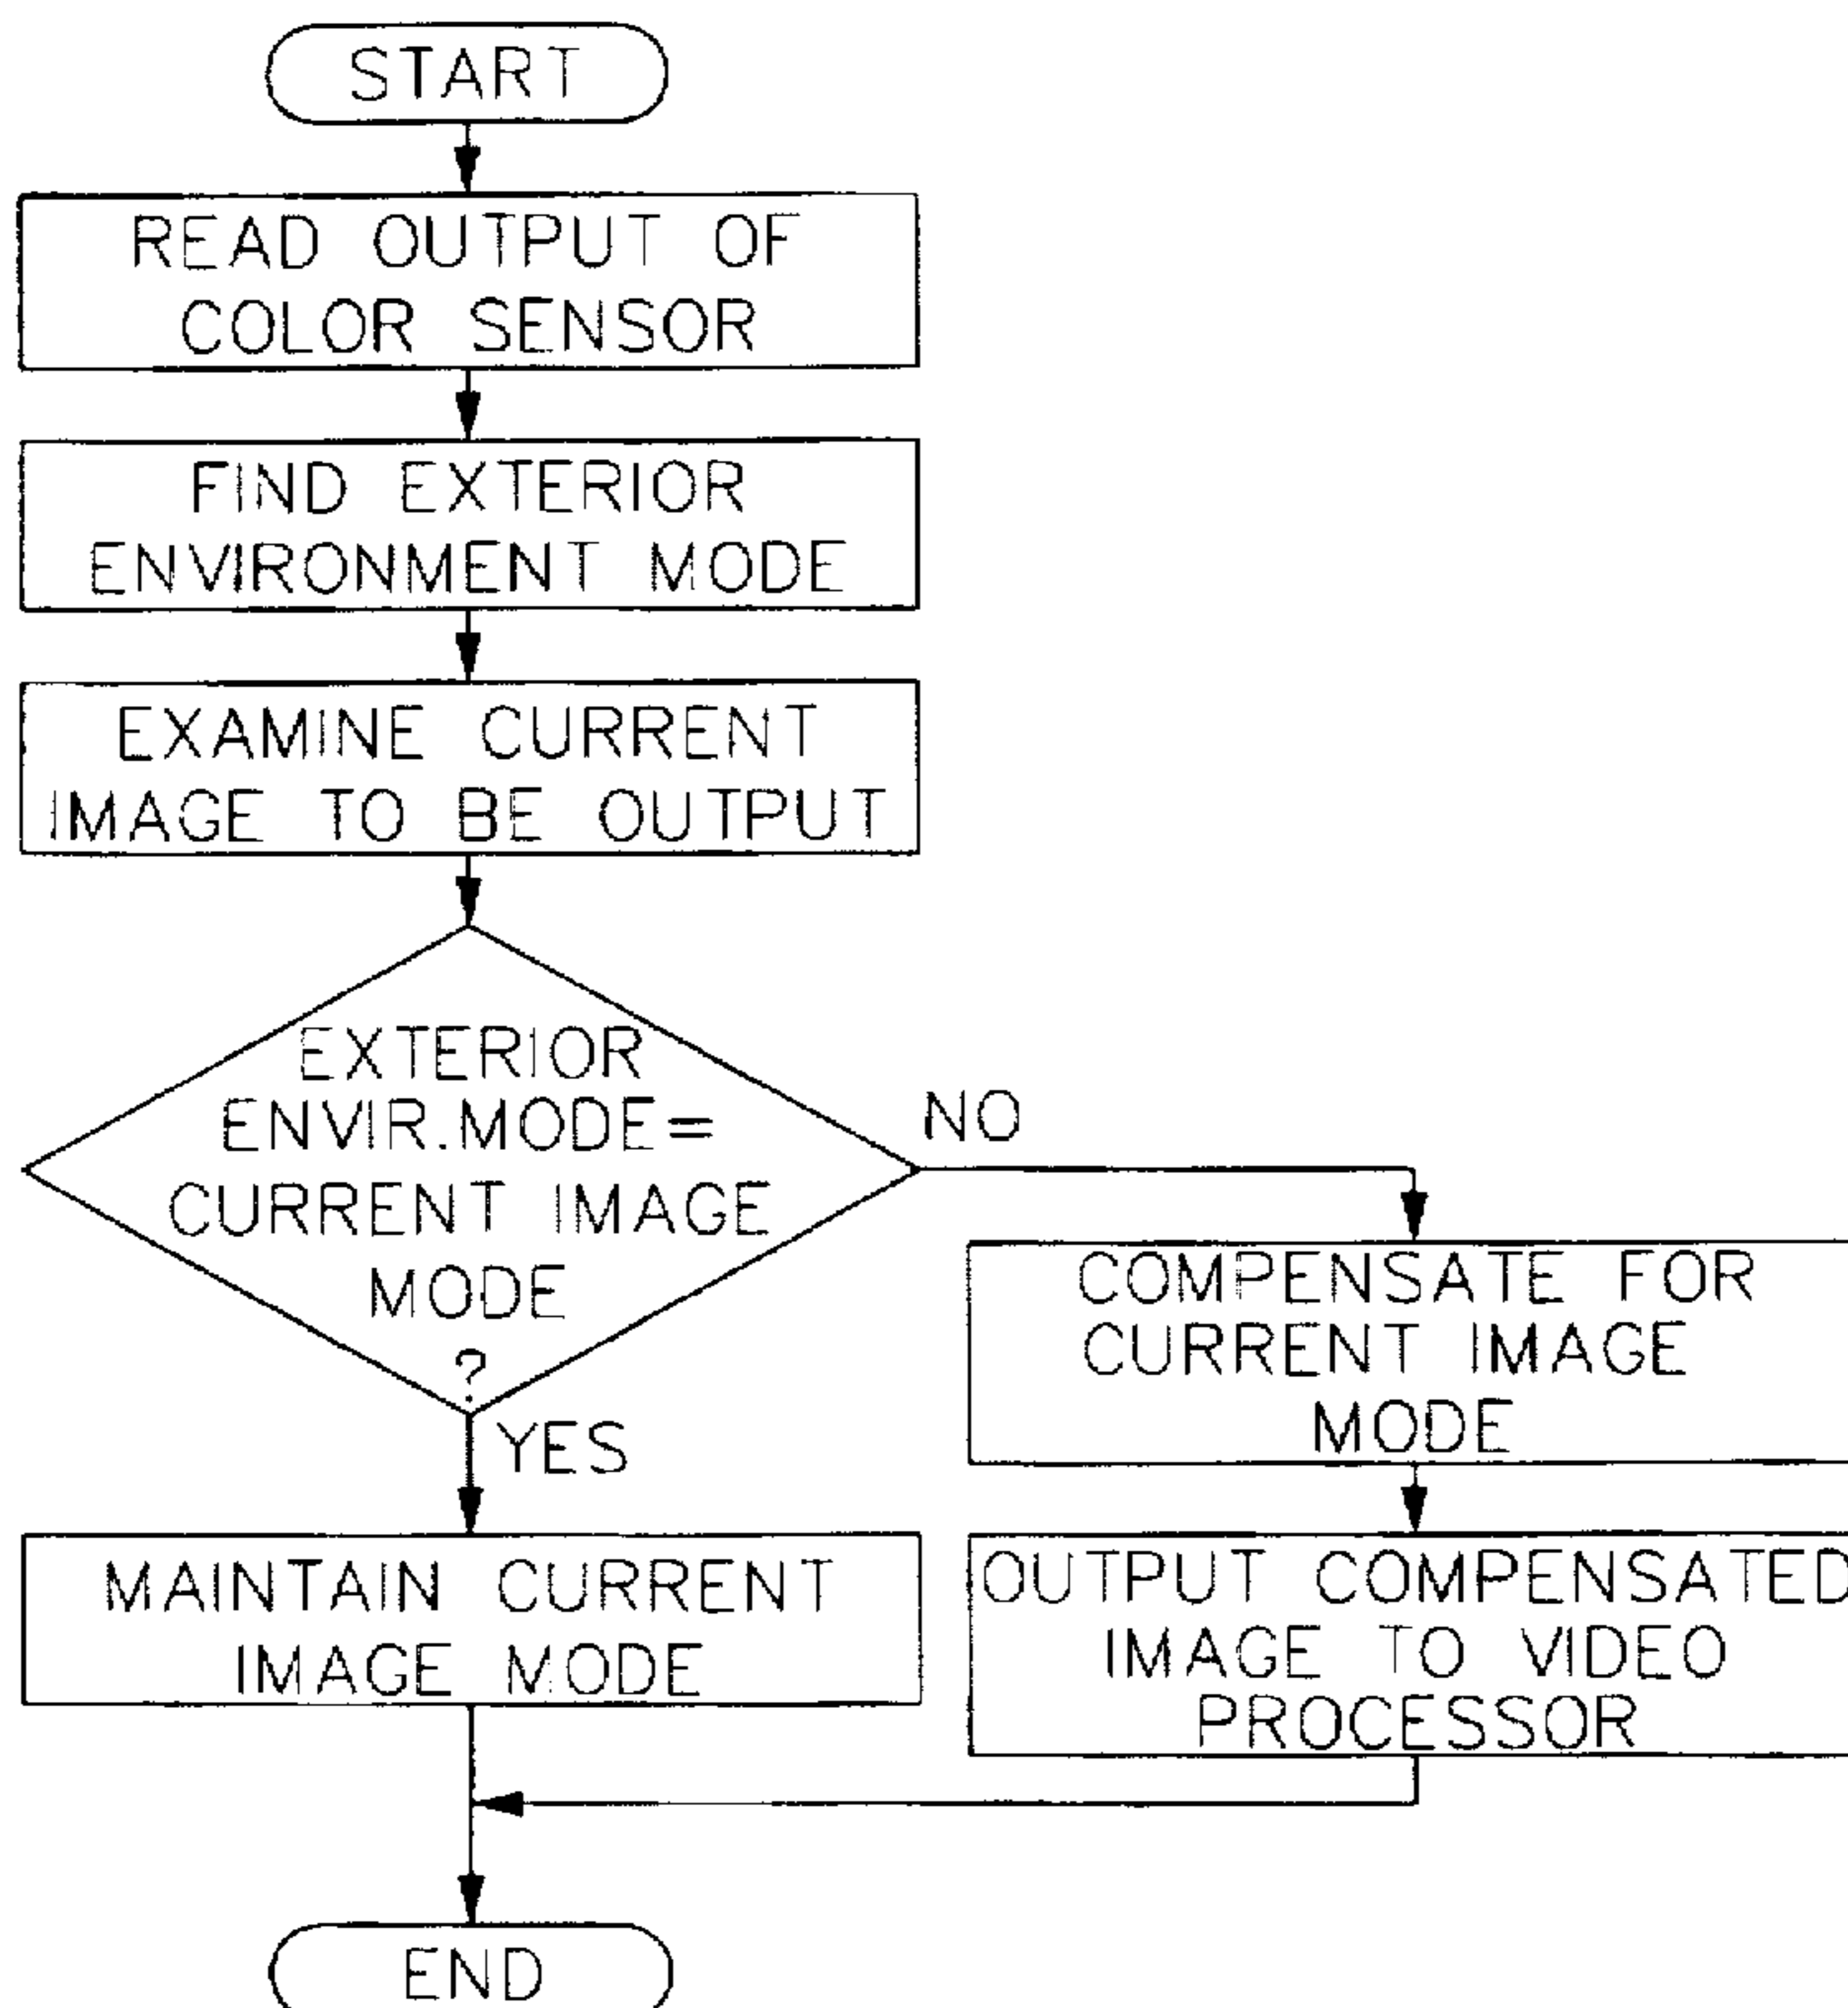 START
READ OUTPUT OF
COLOR SENSOR
FIND EXTERIOR
ENVIRONMENT MODE
EXAMINE CURRENT
IMAGE TO BE OUTPUT
EXTERIOR
ENVIR.MODE=
CURRENT IMAGE
MODE
?
NO
YES
COMPENSATE FOR
CURRENT IMAGE
MODE
MAINTAIN CURRENT
IMAGE MODE
OUTPUT COMPENSATED
IMAGE TO VIDEO
PROCESSOR
END